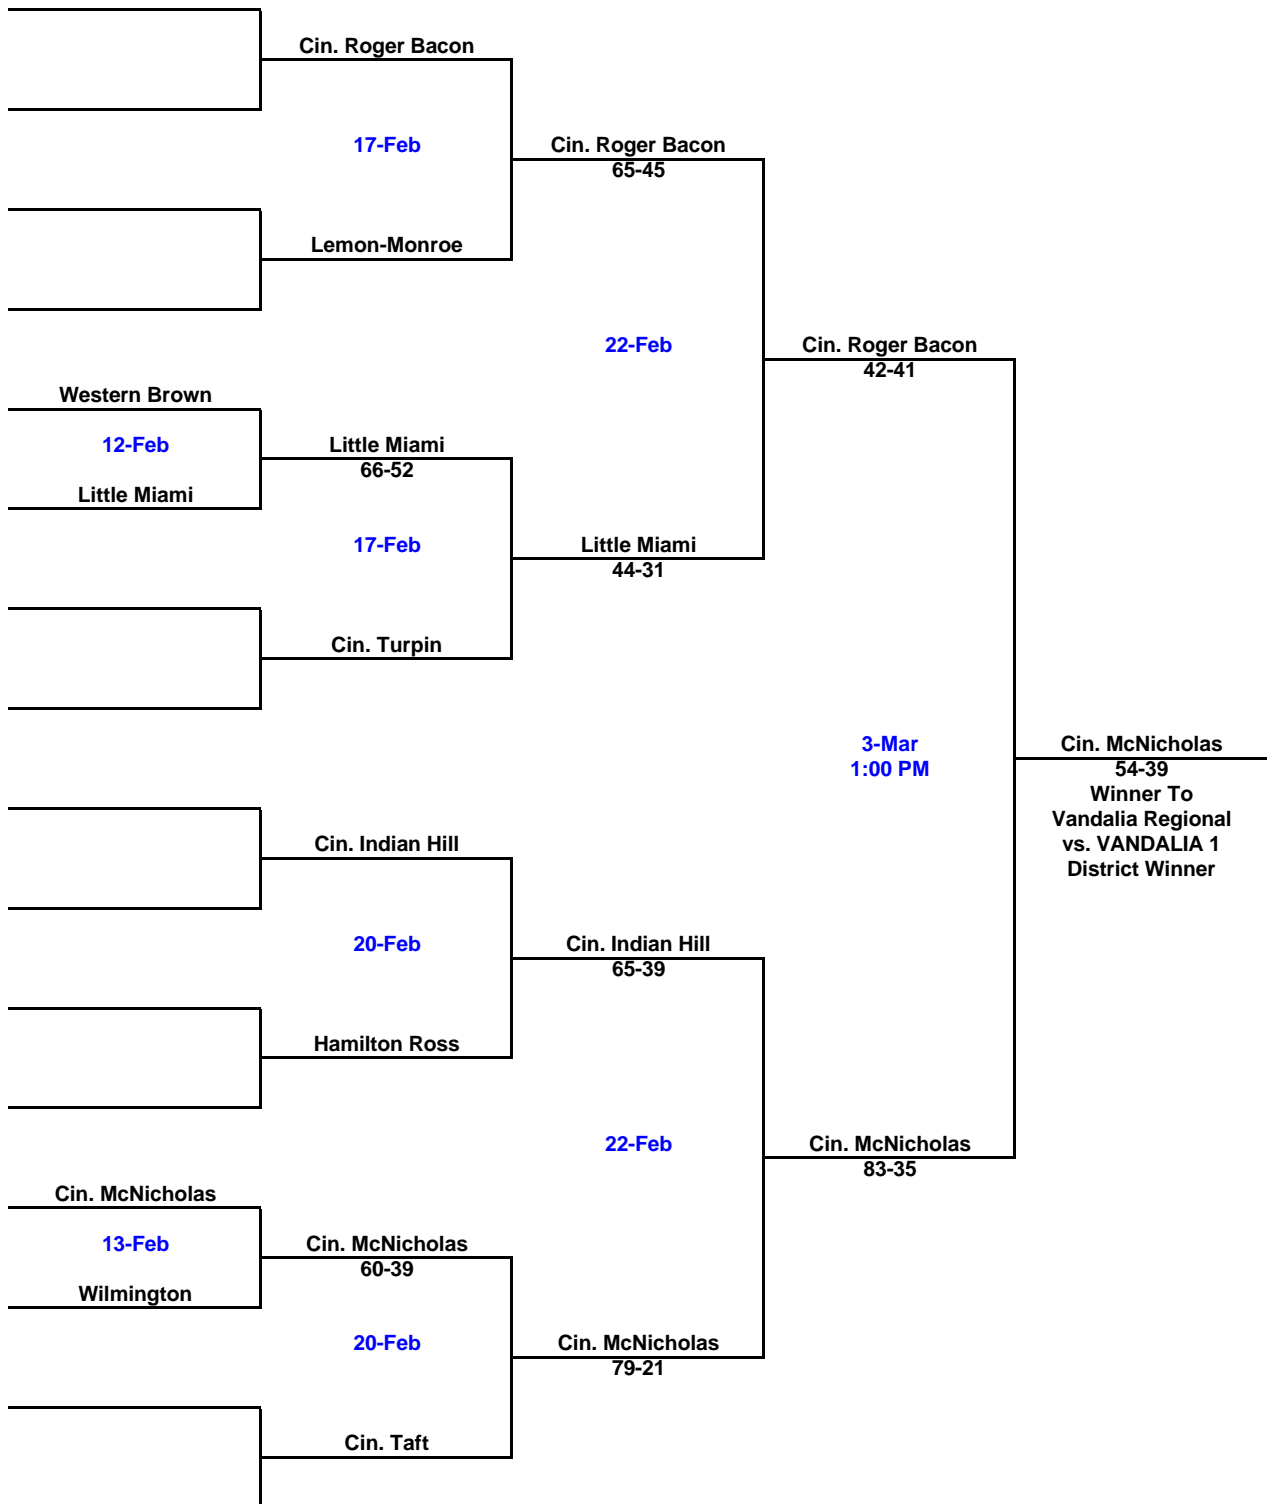 Cin. Roger Bacon
17-Feb
Cin. Roger Bacon
65-45
Lemon-Monroe
22-Feb
Cin. Roger Bacon
42-41
Western Brown
12-Feb
Little Miami
66-52
Little Miami
17-Feb
Little Miami
44-31
Cin. Turpin
3-Mar
1:00 PM
Cin. McNicholas
54-39
Winner To
Vandalia Regional
vs. VANDALIA 1
District Winner
Cin. Indian Hill
20-Feb
Cin. Indian Hill
65-39
Hamilton Ross
22-Feb
Cin. McNicholas
83-35
Cin. McNicholas
13-Feb
Cin. McNicholas
60-39
Wilmington
20-Feb
Cin. McNicholas
79-21
Cin. Taft